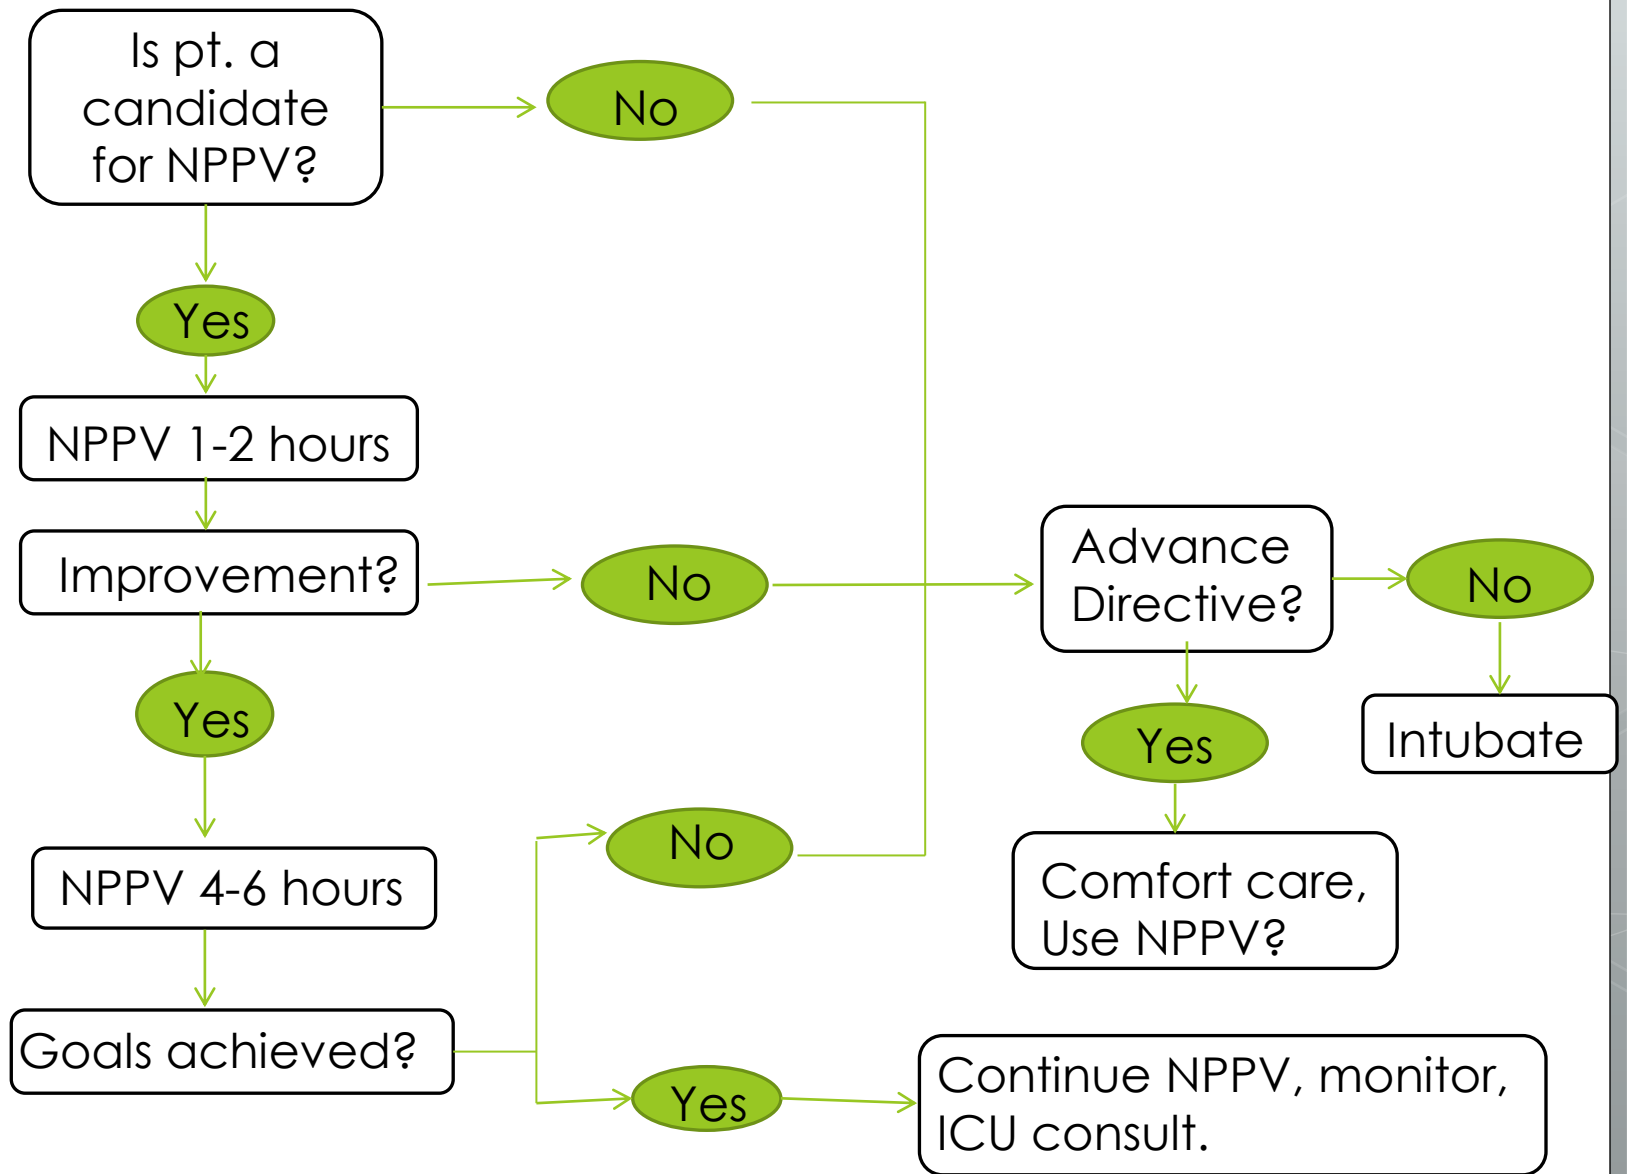 Is pt. a
candidate
for NPPV?
No
Yes
NPPV 1-2 hours
Improvement?
No
Yes
NPPV 4-6 hours
Goals achieved?
No
Yes
Continue NPPV, monitor,
ICU consult.
Advance
Directive?
No
Intubate
Yes
Comfort care,
Use NPPV?